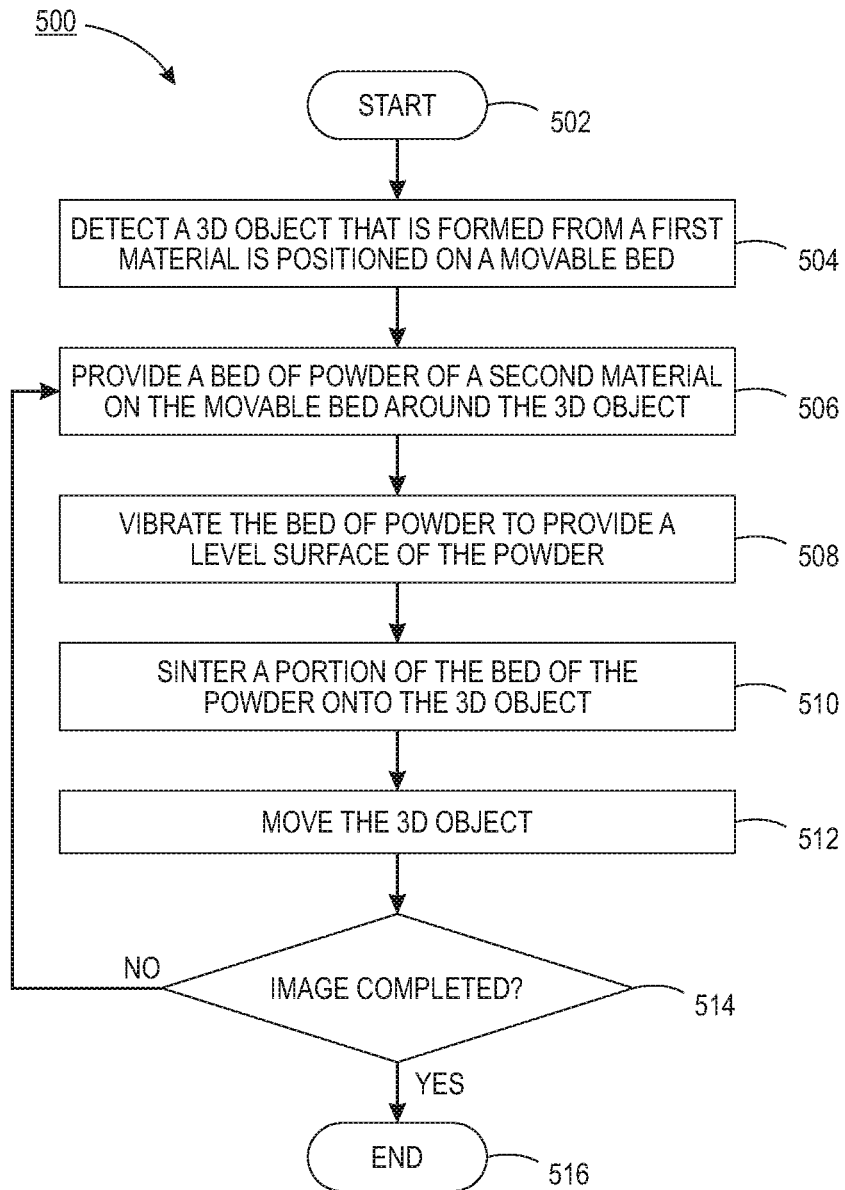 500
START
502
DETECT A 3D OBJECT THAT IS FORMED FROM A FIRST
MATERIAL IS POSITIONED ON A MOVABLE BED
504
PROVIDE A BED OF POWDER OF A SECOND MATERIAL
ON THE MOVABLE BED AROUND THE 3D OBJECT
506
VIBRATE THE BED OF POWDER TO PROVIDE A
LEVEL SURFACE OF THE POWDER
508
SINTER A PORTION OF THE BED OF THE
POWDER ONTO THE 3D OBJECT
510
MOVE THE 3D OBJECT
512
NO
IMAGE COMPLETED?
514
YES
END
516